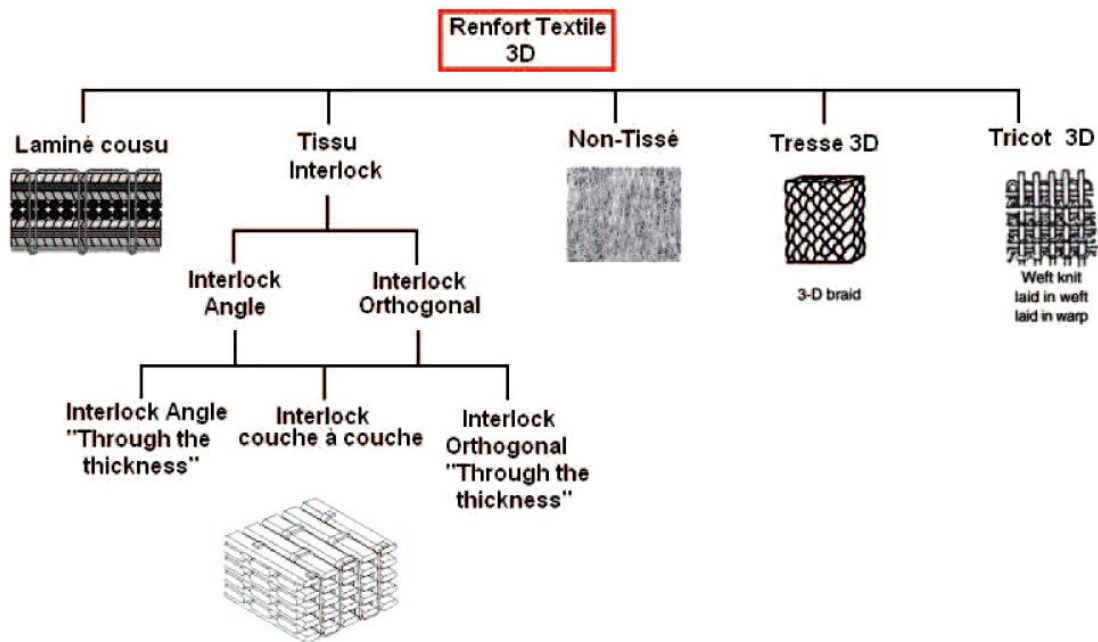 Renfort Textile
3D
Laminé cousu
Tissu
Interlock
Non-Tissé
Tresse 3D
Tricot 3D
3-D braid
Weft knit
laid in weft
laid in warp
Interlock
Angle
Interlock
Orthogonal
Interlock Angle
"Through the
thickness"
Interlock
couche à couche
Interlock
Orthogonal
"Through the
thickness"